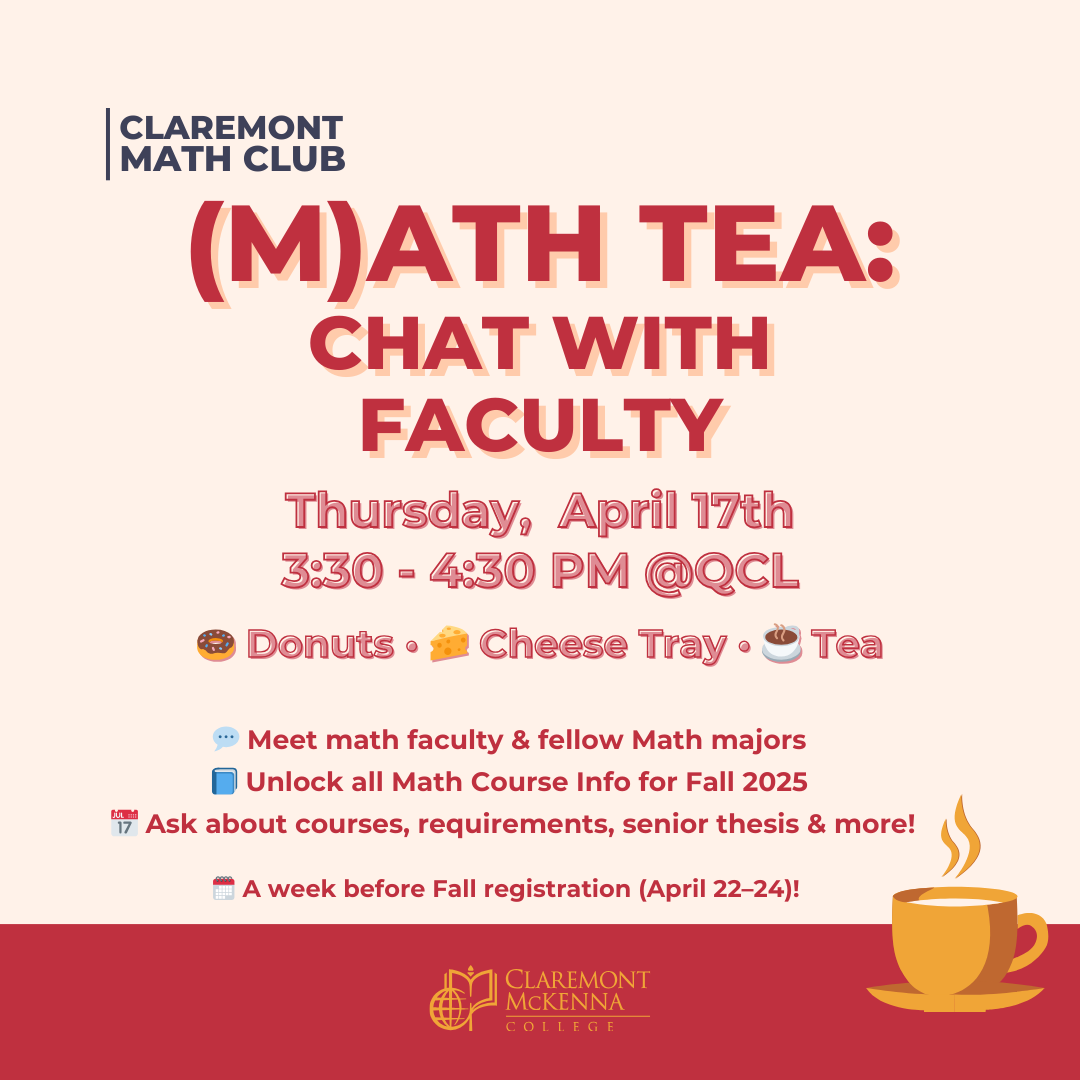 CLAREMONT
MATH CLUB
(M)ATH TEA:
CHAT WITH
FACULTY
Thursday, April 17th
3:30 - 4:30 PM @QCL
🍩 Donuts • 🧀 Cheese Tray • ☕ Tea
💬 Meet math faculty & fellow Math majors
📘 Unlock all Math Course Info for Fall 2025
📅 Ask about courses, requirements, senior thesis & more!
🗓️ A week before Fall registration (April 22–24)!
CLAREMONT
MCKENNA
COLLEGE